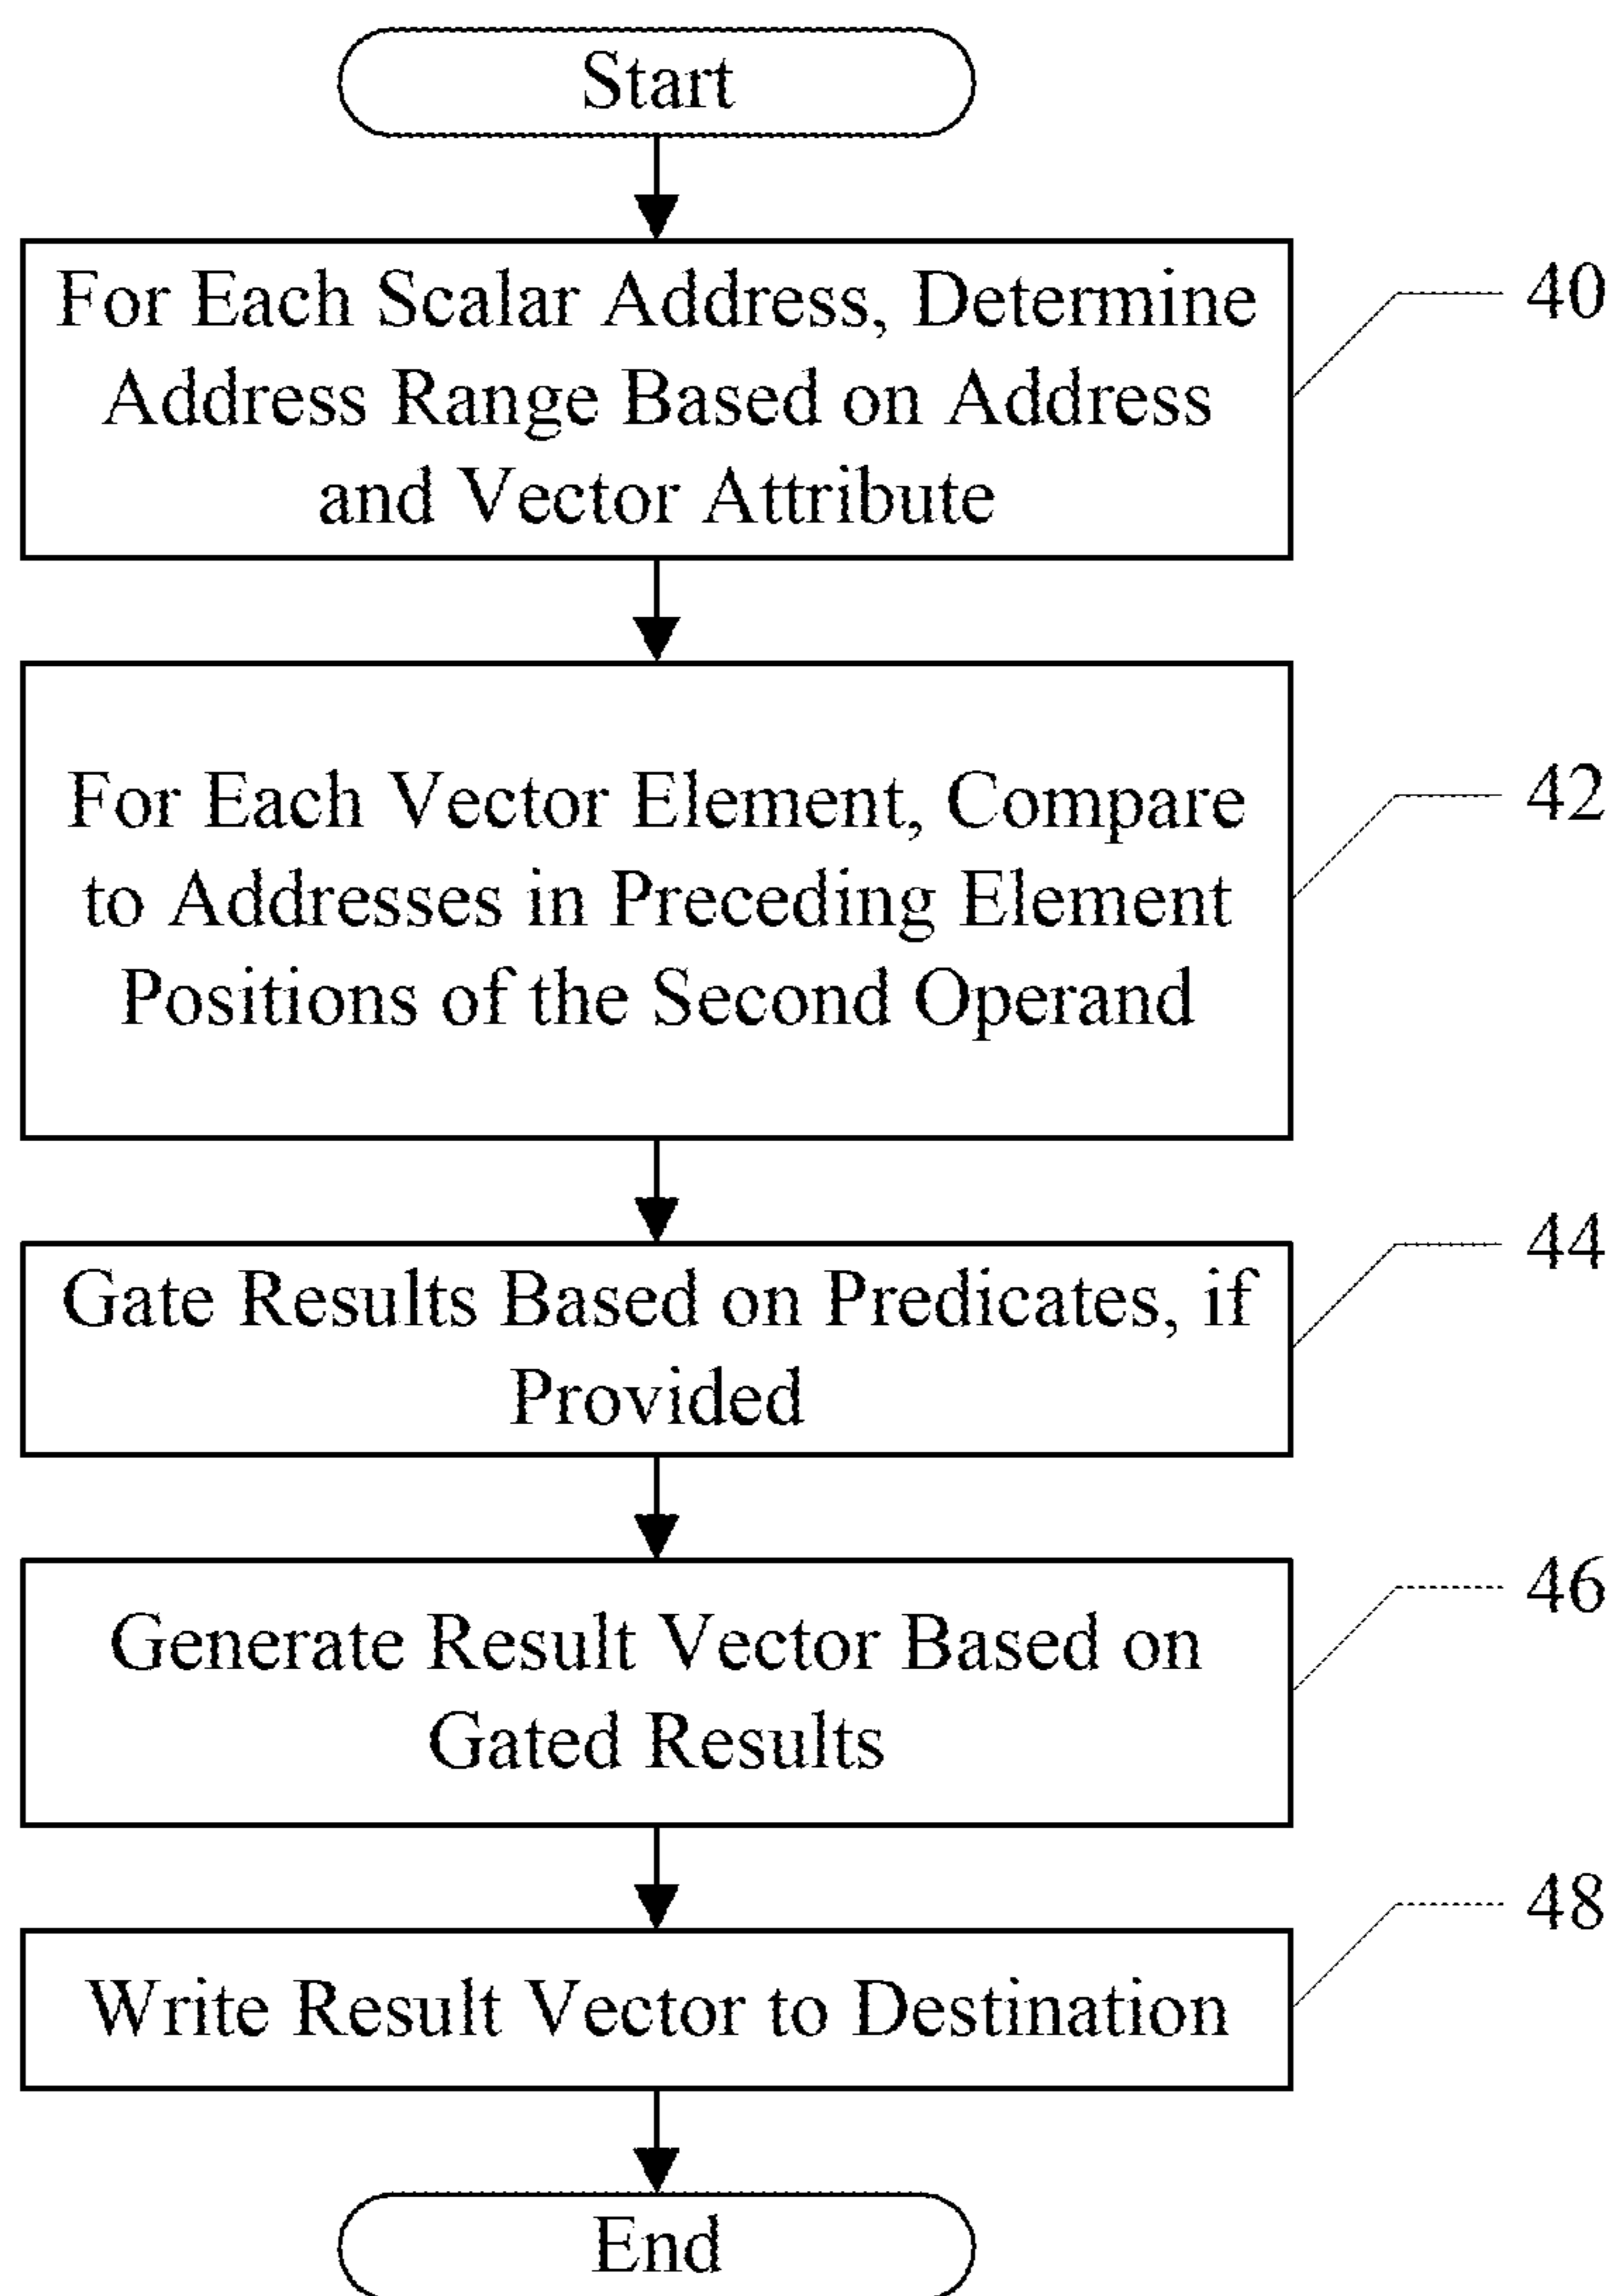 Start
For Each Scalar Address, Determine
Address Range Based on Address
and Vector Attribute
40
For Each Vector Element, Compare
to Addresses in Preceding Element
Positions of the Second Operand
42
Gate Results Based on Predicates, if
Provided
44
Generate Result Vector Based on
Gated Results
46
Write Result Vector to Destination
48
End